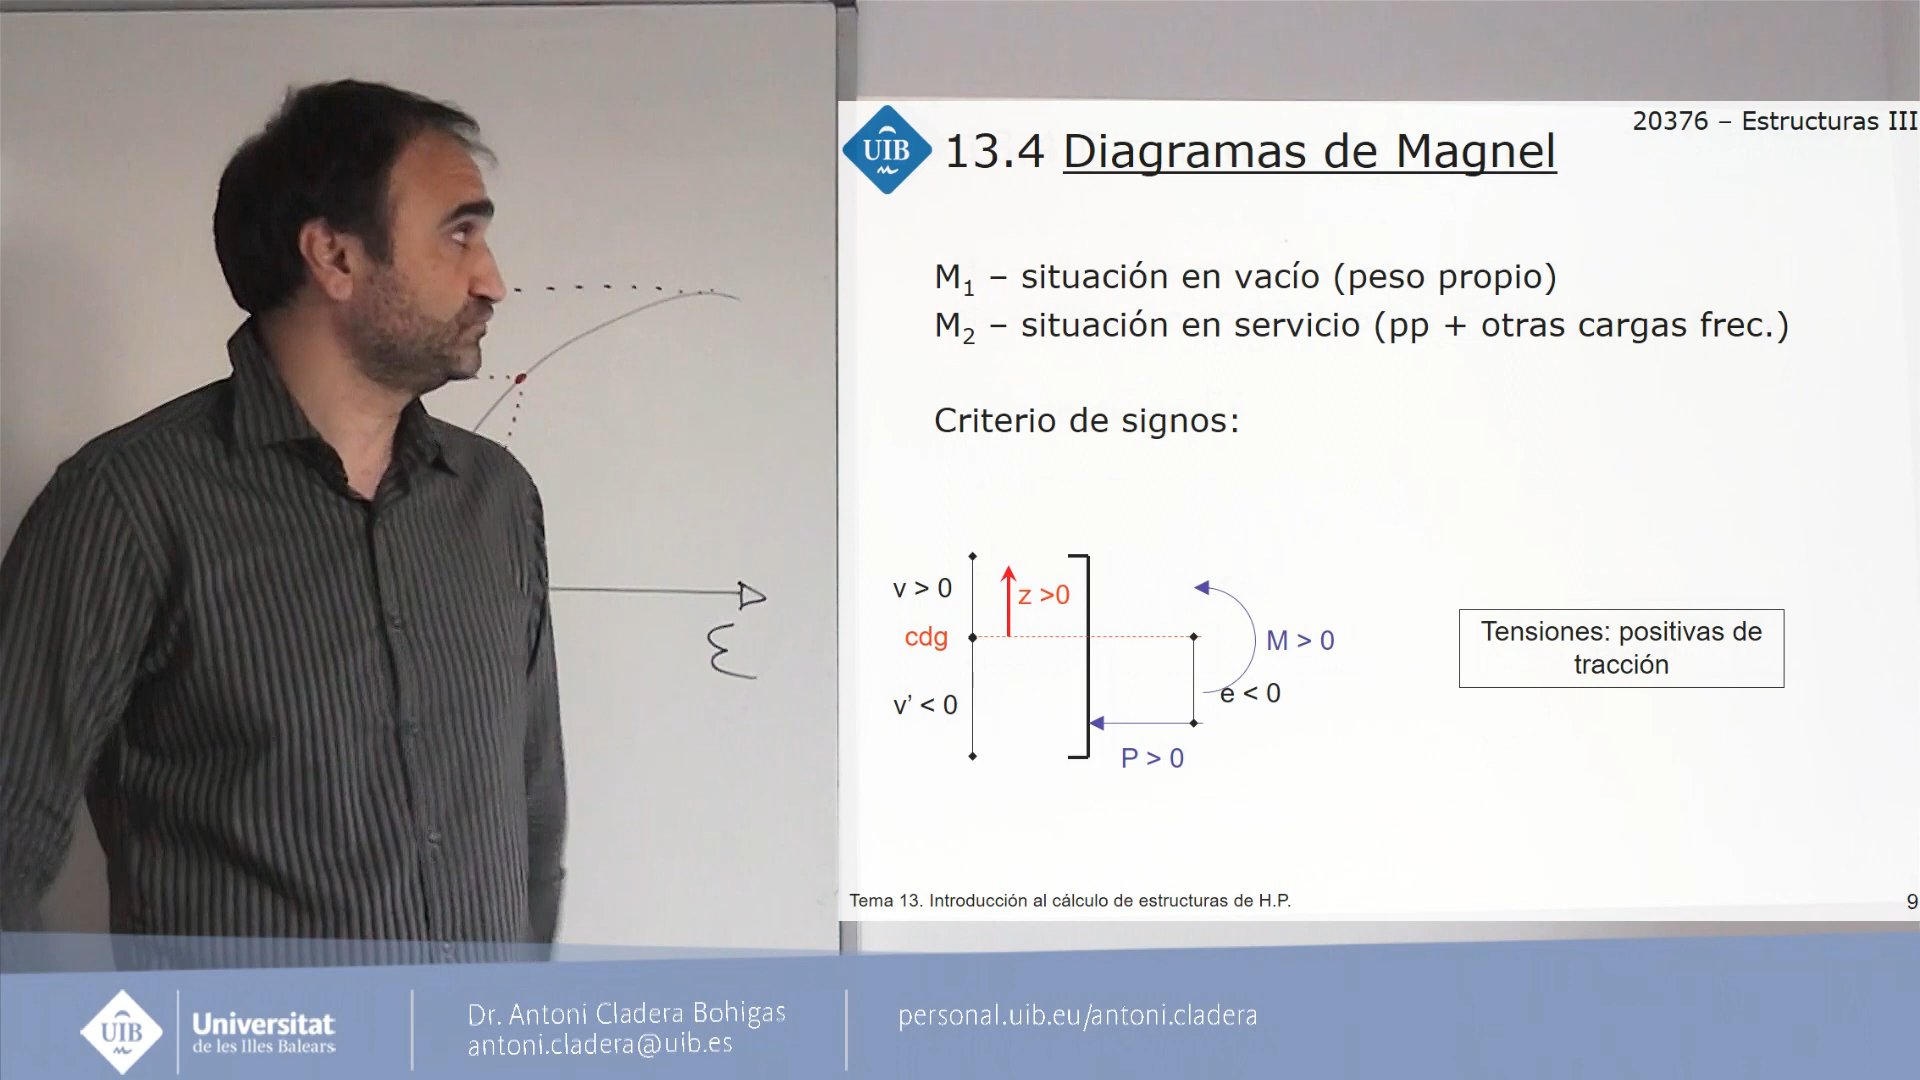 20376 – Estructuras III
UIB
13.4 Diagramas de Magnel
M1 – situación en vacío (peso propio)
M2 – situación en servicio (pp + otras cargas frec.)
Criterio de signos:
v > 0
z >0
cdg
M > 0
v’ < 0
e < 0
P > 0
Tensiones: positivas de
tracción
ε
Tema 13. Introducción al cálculo de estructuras de H.P.
9
UIB
Universitat
de les Illes Balears
Dr. Antoni Cladera Bohigas
antoni.cladera@uib.es
personal.uib.eu/antoni.cladera